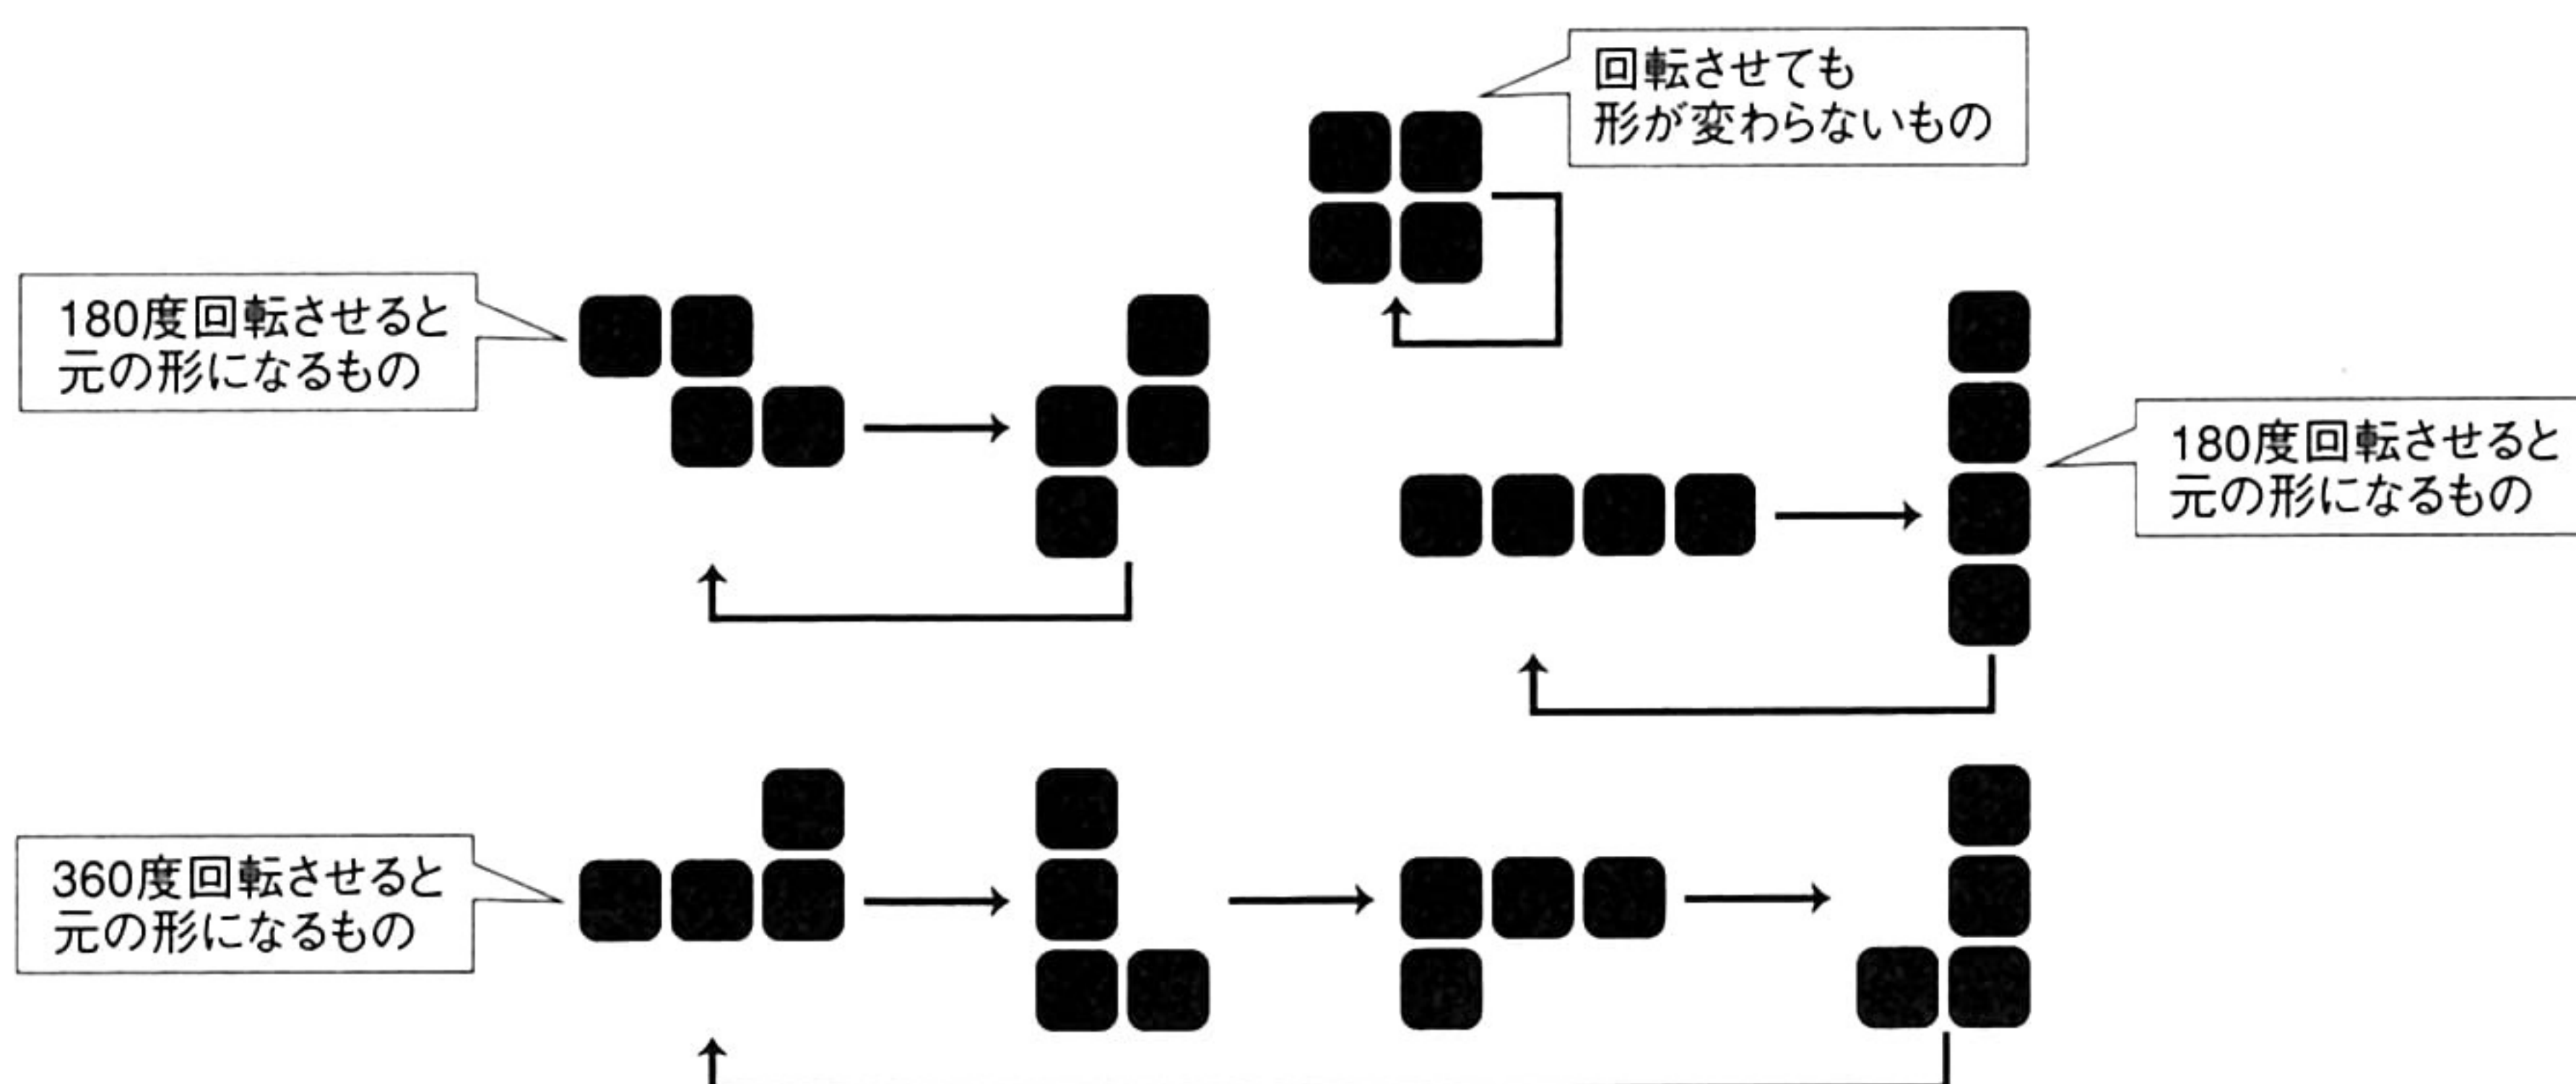 回転させても
形が変わらないもの
180度回転させると
元の形になるもの
180度回転させると
元の形になるもの
360度回転させると
元の形になるもの